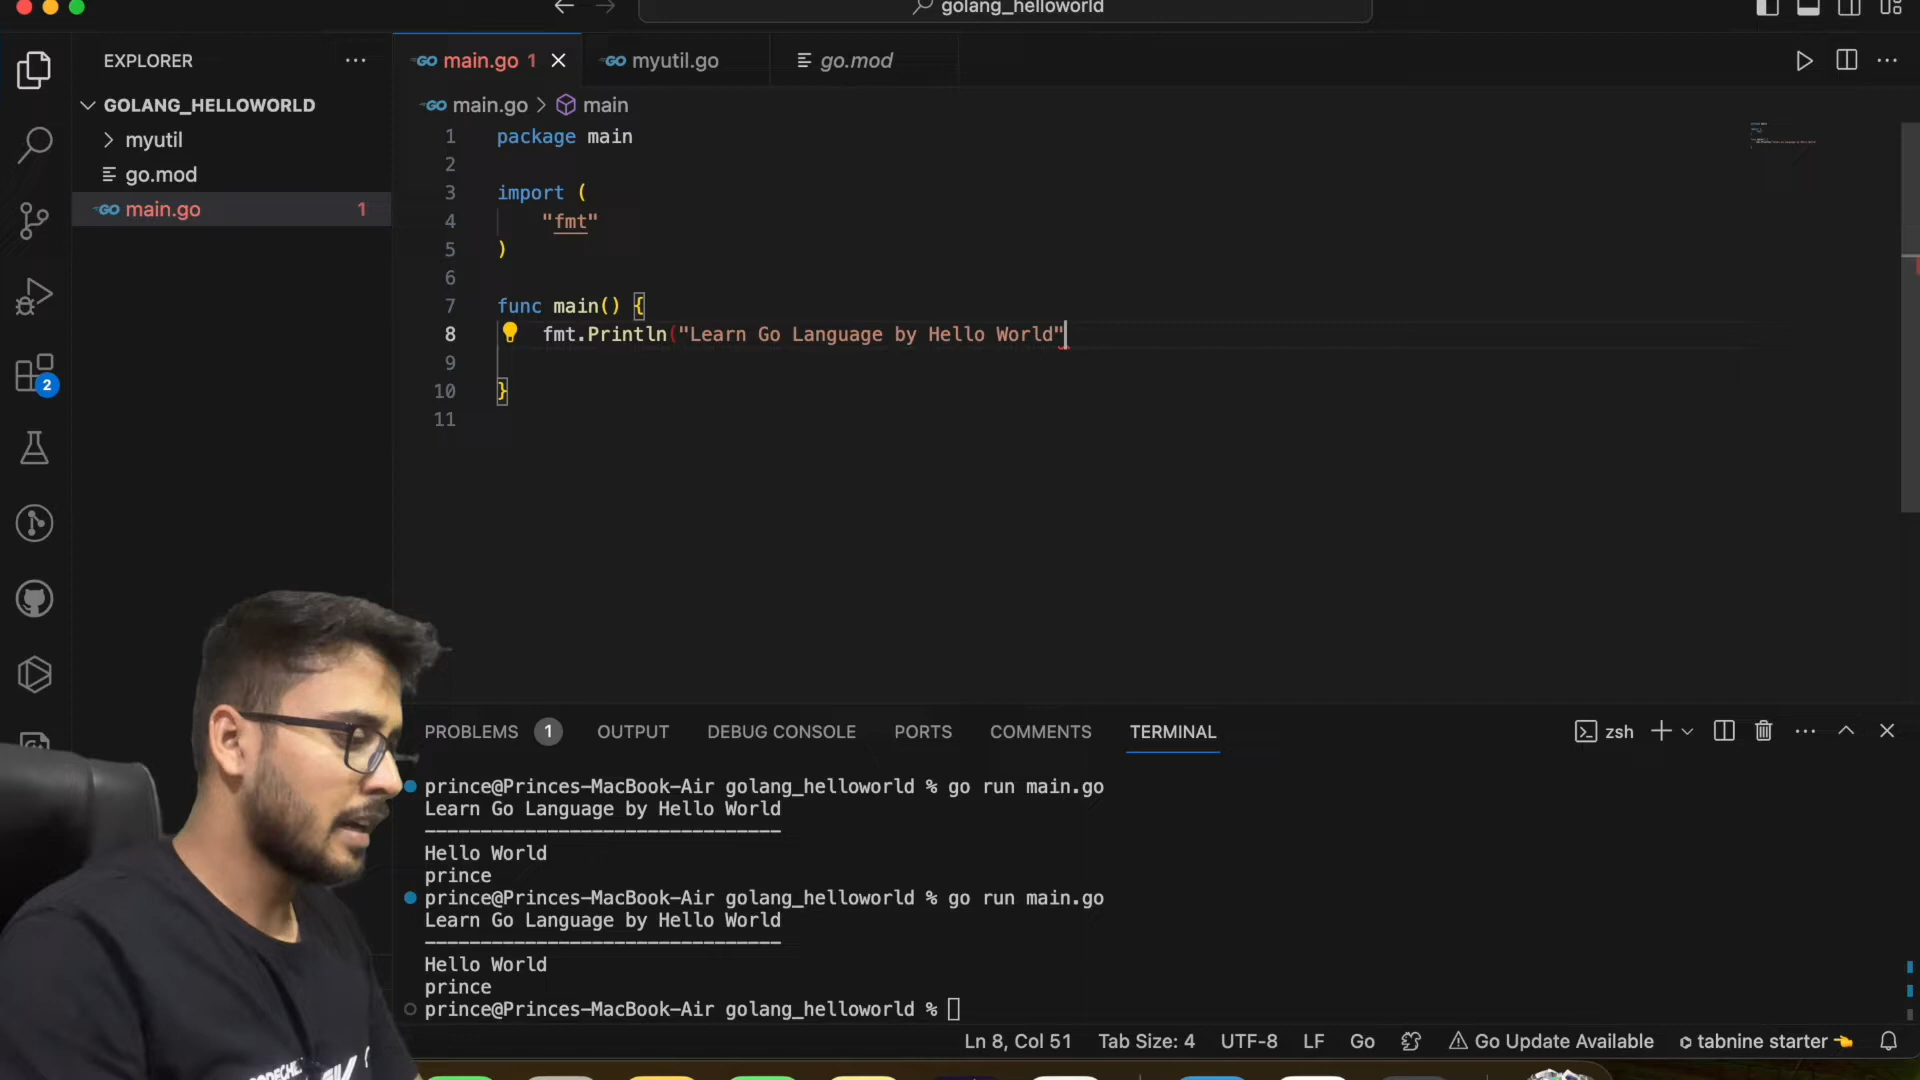 golang_helloworld
EXPLORER
main.go 1
myutil.go
go.mod
GOLANG_HELLOWORLD
myutil
go.mod
main.go 1
main.go > main
1 package main
2
3 import (
4 "fmt"
5 )
6
7 func main() {
8 fmt.Println("Learn Go Language by Hello World"
9
10 }
11
2
PROBLEMS 1
OUTPUT
DEBUG CONSOLE
PORTS
COMMENTS
TERMINAL
zsh
prince@Princes-MacBook-Air golang_helloworld % go run main.go
Learn Go Language by Hello World
--------------------------------
Hello World
prince
prince@Princes-MacBook-Air golang_helloworld % go run main.go
Learn Go Language by Hello World
--------------------------------
Hello World
prince
prince@Princes-MacBook-Air golang_helloworld %
Ln 8, Col 51 Tab Size: 4 UTF-8 LF Go Go Update Available tabnine starter